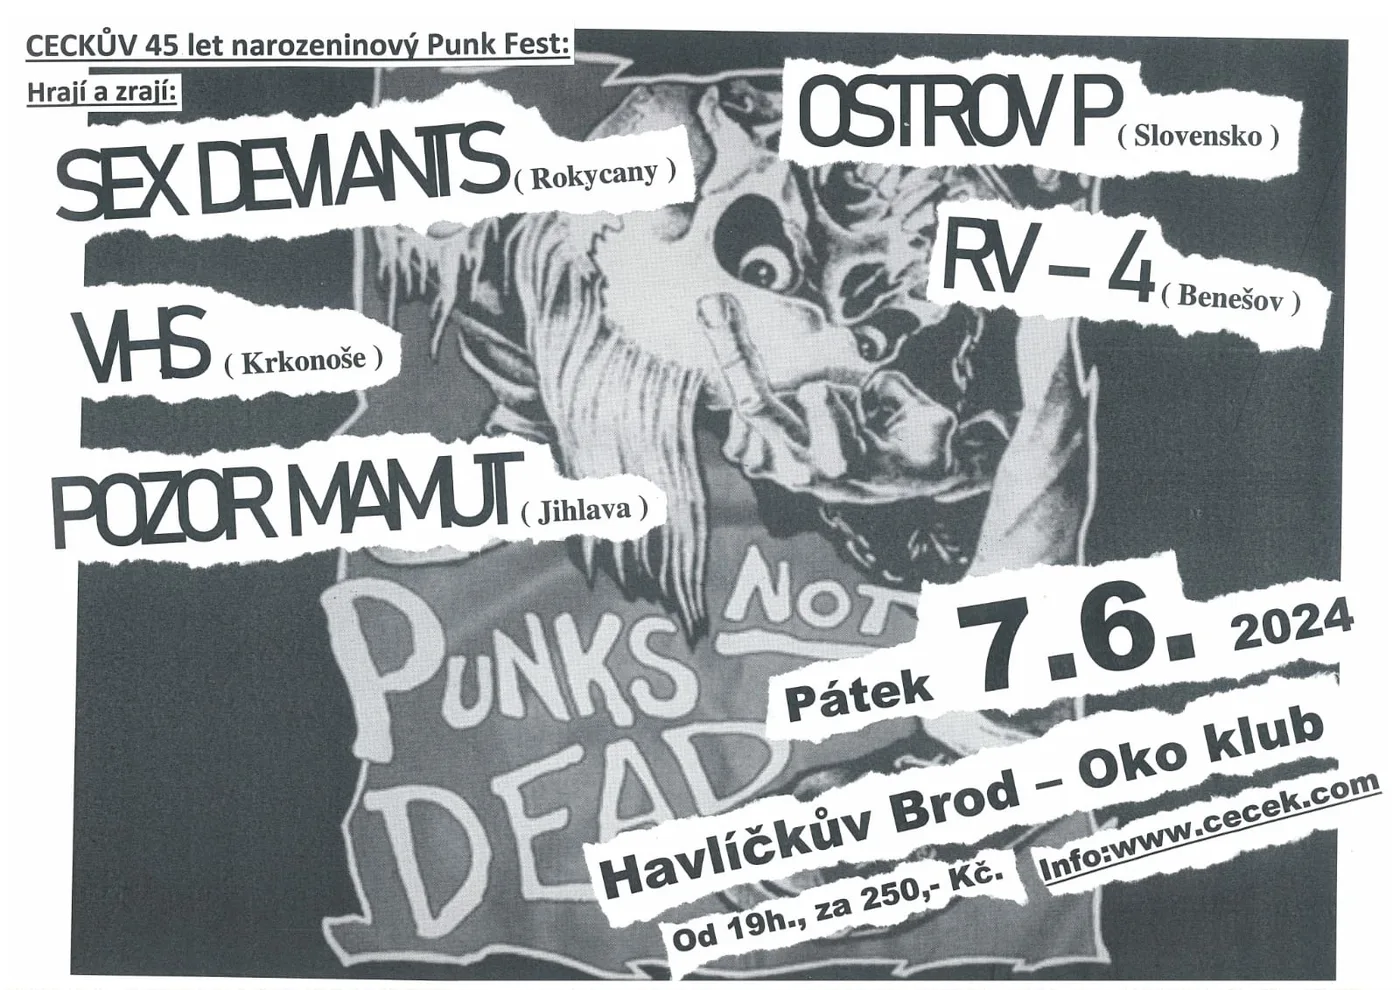 CECKŮV 45 let narozeninový Punk Fest:
Hrají a zrají:
SEX DEVIANTS ( Rokycany )
OSTROV P ( Slovensko )
RV – 4 ( Benešov )
VHS ( Krkonoše )
POZOR MAMUT ( Jihlava )
PUNKS NOT
DEAD
Pátek 7.6. 2024
Havlíčkův Brod – Oko klub
Od 19h., za 250,- Kč.
Info:www.cecek.com